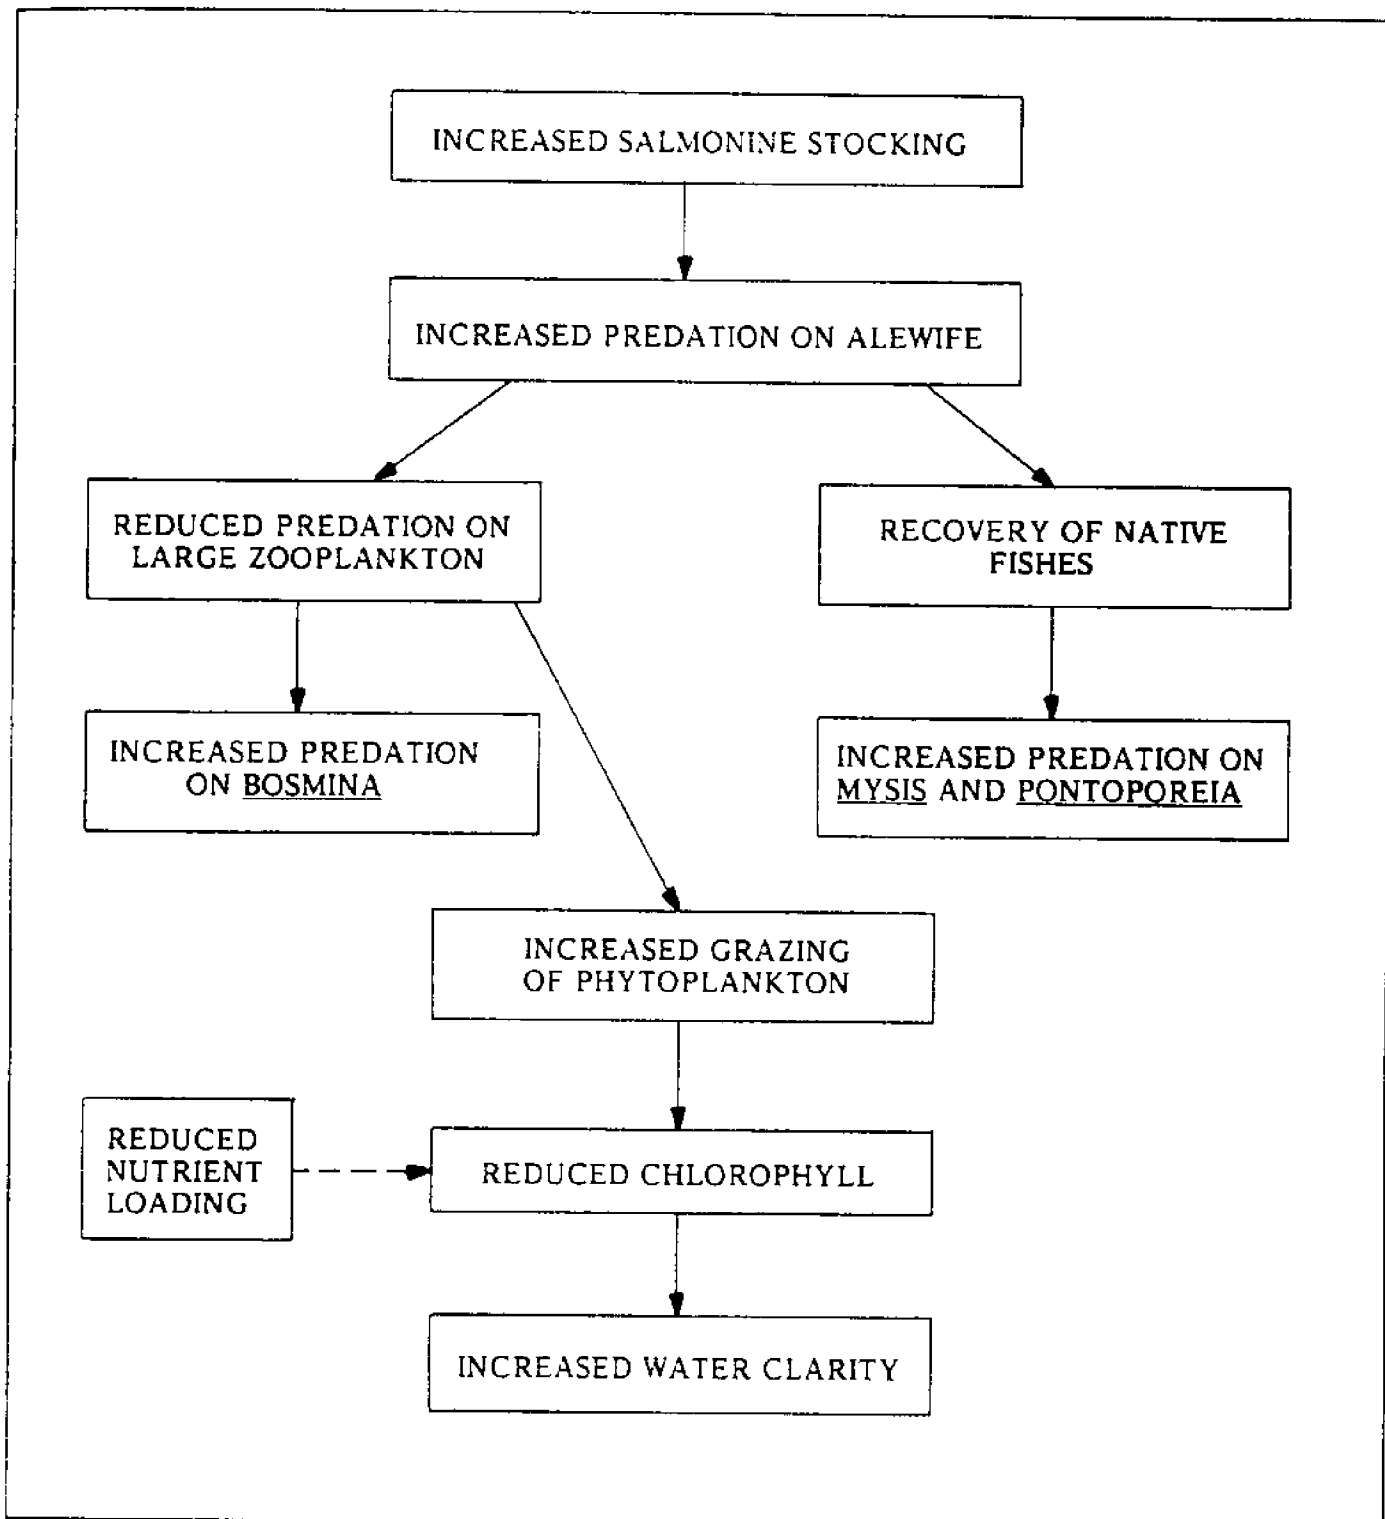 INCREASED SALMONINE STOCKING
INCREASED PREDATION ON ALEWIFE
REDUCED PREDATION ON
LARGE ZOOPLANKTON
RECOVERY OF NATIVE
FISHES
INCREASED PREDATION
ON BOSMINA
INCREASED PREDATION ON
MYSIS AND PONTOPOREIA
INCREASED GRAZING
OF PHYTOPLANKTON
REDUCED
NUTRIENT
LOADING
REDUCED CHLOROPHYLL
INCREASED WATER CLARITY